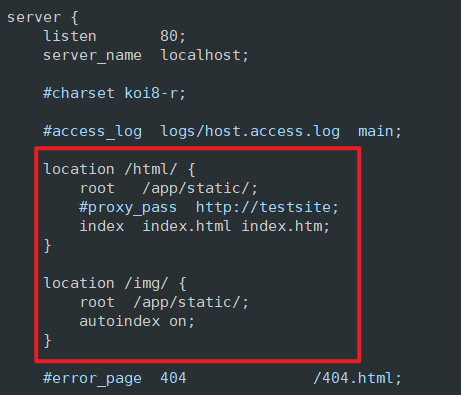 server {
    listen       80;
    server_name  localhost;
    #charset koi8-r;
    #access_log  logs/host.access.log  main;
    location /html/ {
        root   /app/static/;
        #proxy_pass  http://testsite;
        index  index.html index.htm;
    }
    location /img/ {
        root  /app/static/;
        autoindex on;
    }
    #error_page  404              /404.html;